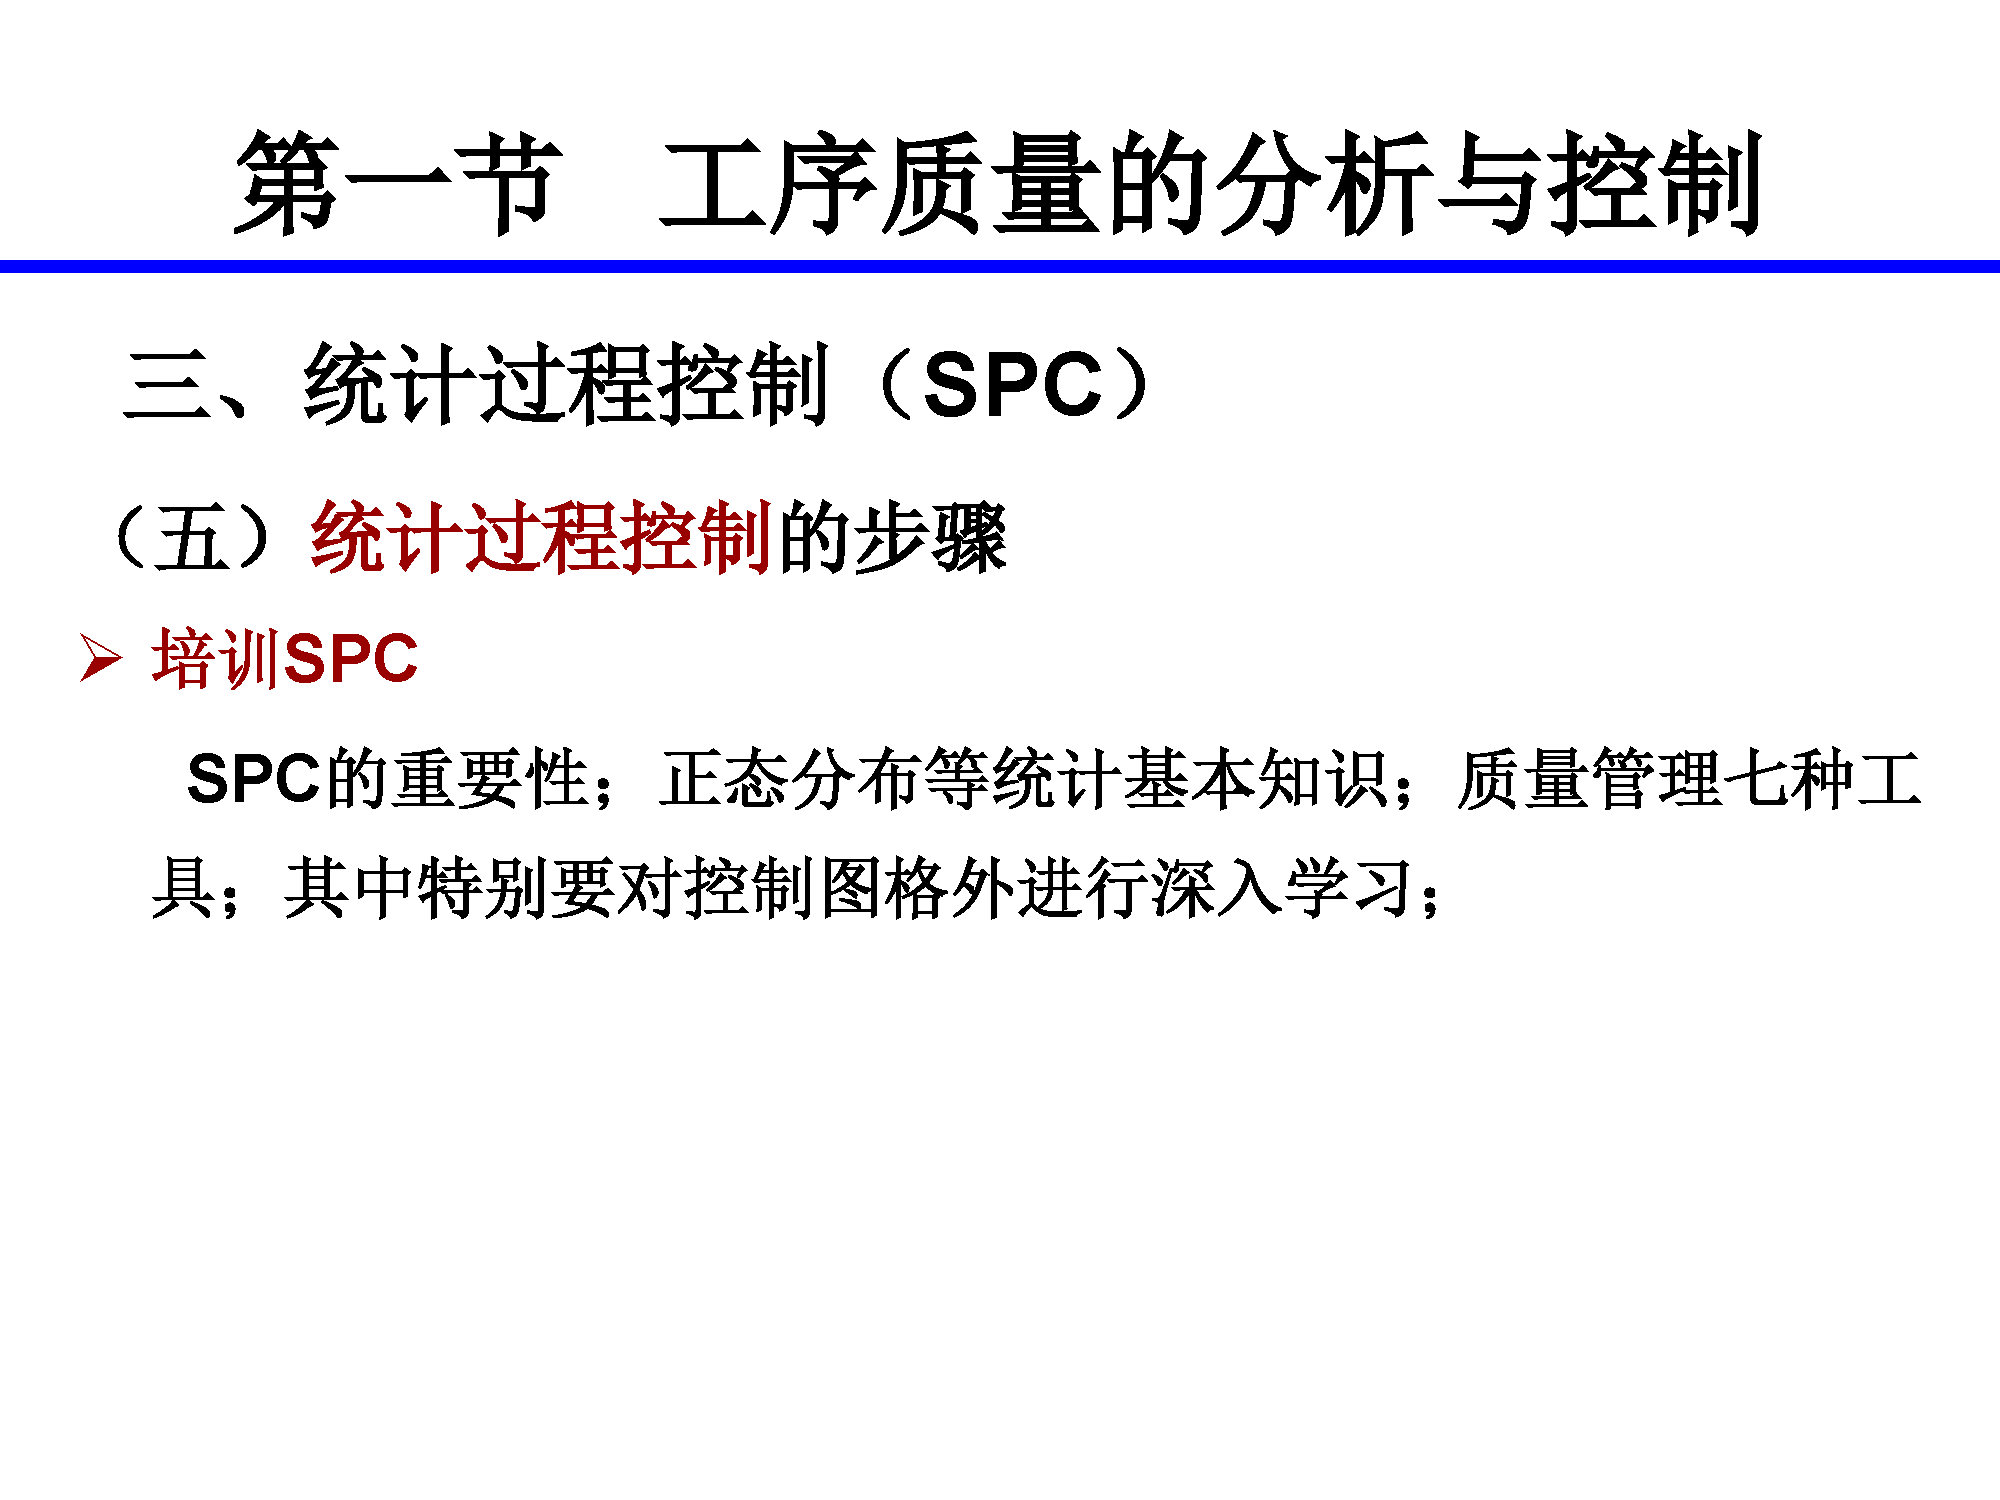 第一节 工序质量的分析与控制
三、统计过程控制（SPC）
（五）统计过程控制的步骤
培训SPC
SPC的重要性；正态分布等统计基本知识；质量管理七种工
具；其中特别要对控制图格外进行深入学习；